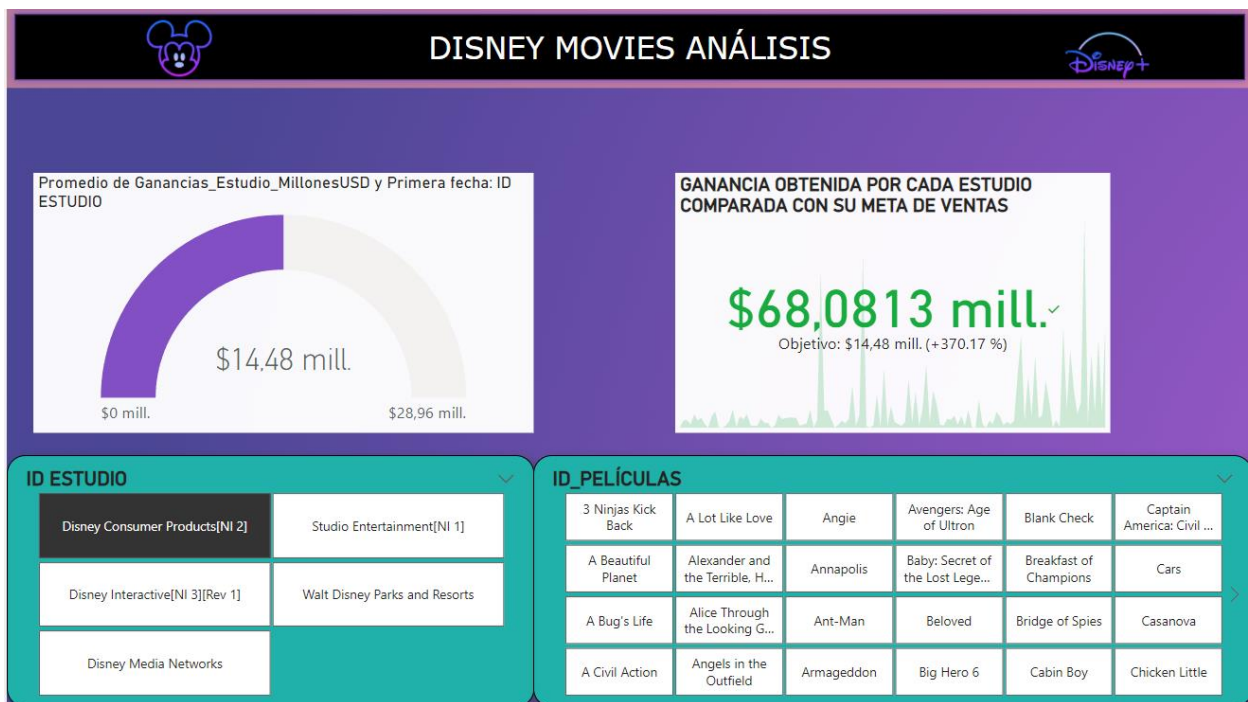 DISNEY MOVIES ANÁLISIS
Disney+
Promedio de Ganancias_Estudio_MillonesUSD y Primera fecha: ID
ESTUDIO
$14,48 mill.
$0 mill.
$28,96 mill.
GANANCIA OBTENIDA POR CADA ESTUDIO
COMPARADA CON SU META DE VENTAS
$68,0813 mill.
Objetivo: $14,48 mill. (+370.17 %)
ID ESTUDIO
Disney Consumer Products[NI 2]
Studio Entertainment[NI 1]
Disney Interactive[NI 3][Rev 1]
Walt Disney Parks and Resorts
Disney Media Networks
ID_PELÍCULAS
3 Ninjas Kick
Back
A Lot Like Love
Angie
Avengers: Age
of Ultron
Blank Check
Captain
America: Civil ...
A Beautiful
Planet
Alexander and
the Terrible, H...
Annapolis
Baby: Secret of
the Lost Lege...
Breakfast of
Champions
Cars
A Bug's Life
Alice Through
the Looking G...
Ant-Man
Beloved
Bridge of Spies
Casanova
A Civil Action
Angels in the
Outfield
Armageddon
Big Hero 6
Cabin Boy
Chicken Little